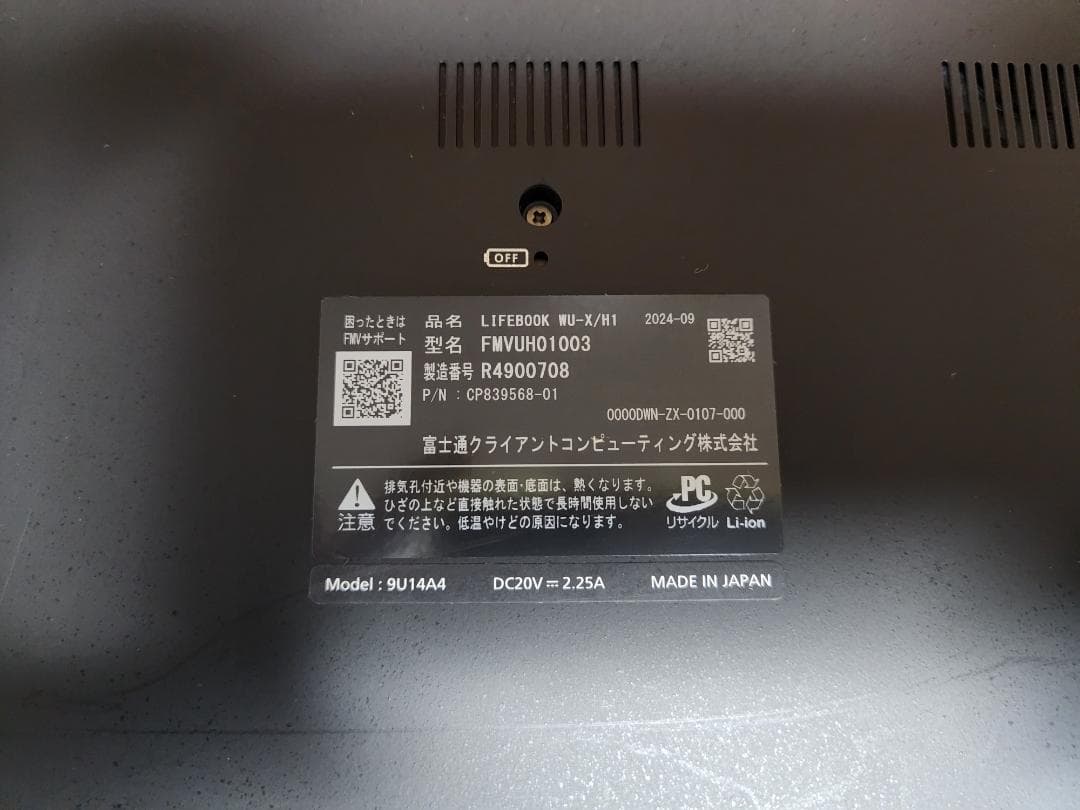 OFF
困ったときは
FMVサポート
品名 LIFEBOOK WU-X/H1 2024-09
型名 FMVUH01003
製造番号 R4900708
P/N : CP839568-01
0000DWN-ZX-0107-000
富士通クライアントコンピューティング株式会社
注意
排気孔付近や機器の表面・底面は、熱くなります。
ひざの上など直接触れた状態で長時間使用しない
でください。低温やけどの原因になります。
PC
リサイクル
Li-ion
Model : 9U14A4 DC20V⎓2.25A MADE IN JAPAN